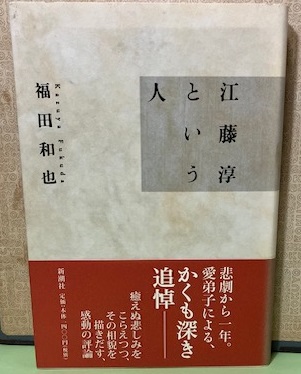 江藤淳
という
人
Kazuya Fukuda
福田和也
悲劇から一年。
愛弟子による、
かくも深き
追悼――
癒えぬ悲しみを
こらえつつ、
その相貌を
描きだす、
感動の評論
新潮社